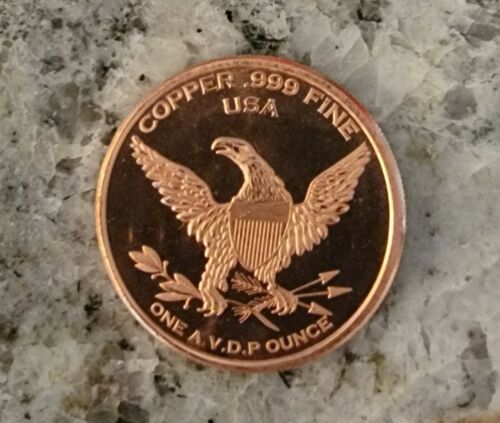 COPPER .999 FINE
USA
ONE A.V.D.P OUNCE